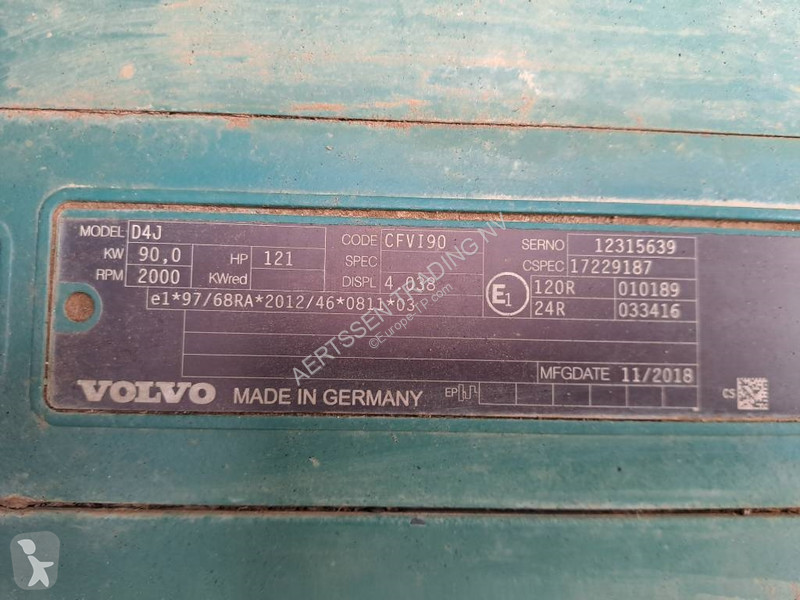 MODEL D4J CODE CFVI90 SERNO 12315639
KW 90,0 HP 121 SPEC CSPEC 17229187
RPM 2000 KWred DISPL 4,038 E1 120R 010189
e1*97/68RA*2012/46*0811*03 24R 033416
MFGDATE 11/2018
VOLVO MADE IN GERMANY EP CS
AERTSSEN TRADING NV
©Europe-TP.com